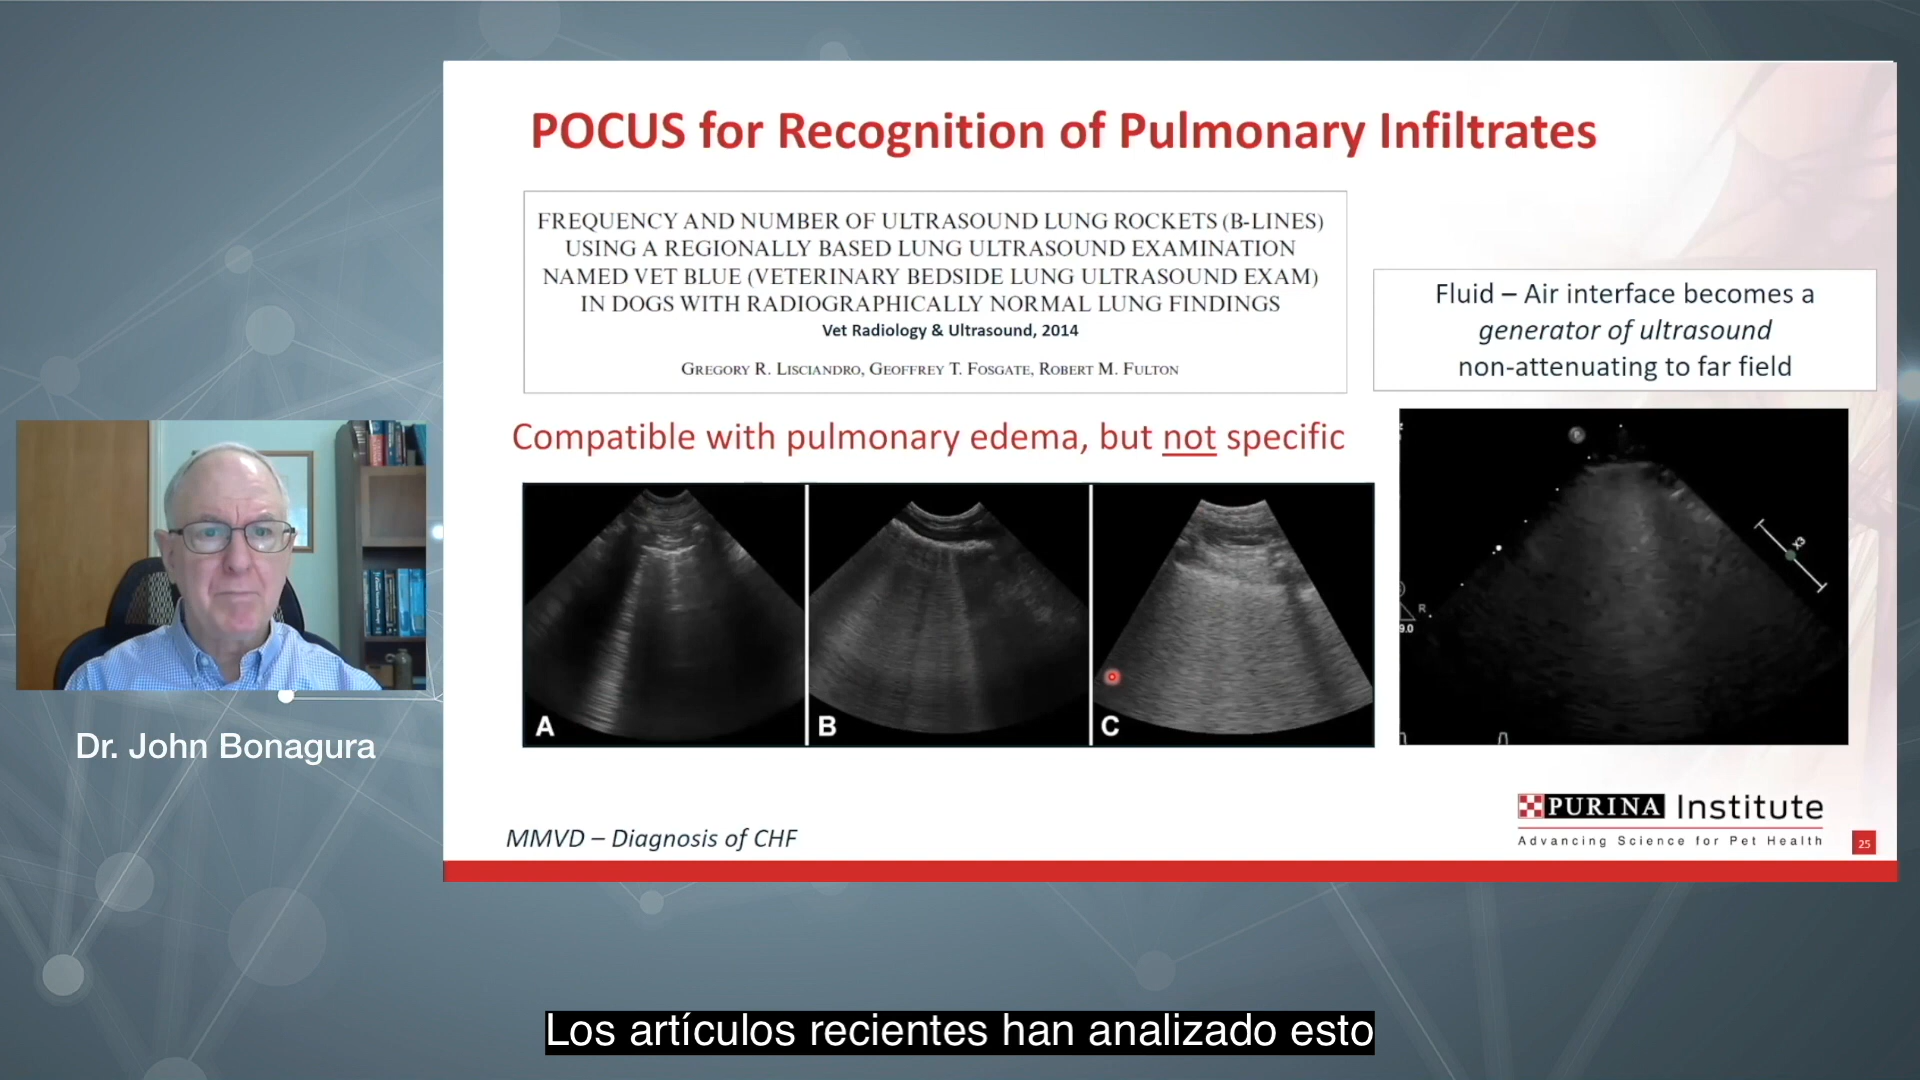 POCUS for Recognition of Pulmonary Infiltrates
FREQUENCY AND NUMBER OF ULTRASOUND LUNG ROCKETS (B-LINES)
USING A REGIONALLY BASED LUNG ULTRASOUND EXAMINATION
NAMED VET BLUE (VETERINARY BEDSIDE LUNG ULTRASOUND EXAM)
IN DOGS WITH RADIOGRAPHICALLY NORMAL LUNG FINDINGS
Vet Radiology & Ultrasound, 2014
GREGORY R. LISCIANDRO, GEOFFREY T. FOSGATE, ROBERT M. FULTON
Fluid – Air interface becomes a
generator of ultrasound
non-attenuating to far field
Compatible with pulmonary edema, but not specific
A
B
C
x3
R
9.0
Dr. John Bonagura
MMVD – Diagnosis of CHF
PURINA Institute
Advancing Science for Pet Health
25
Los artículos recientes han analizado esto